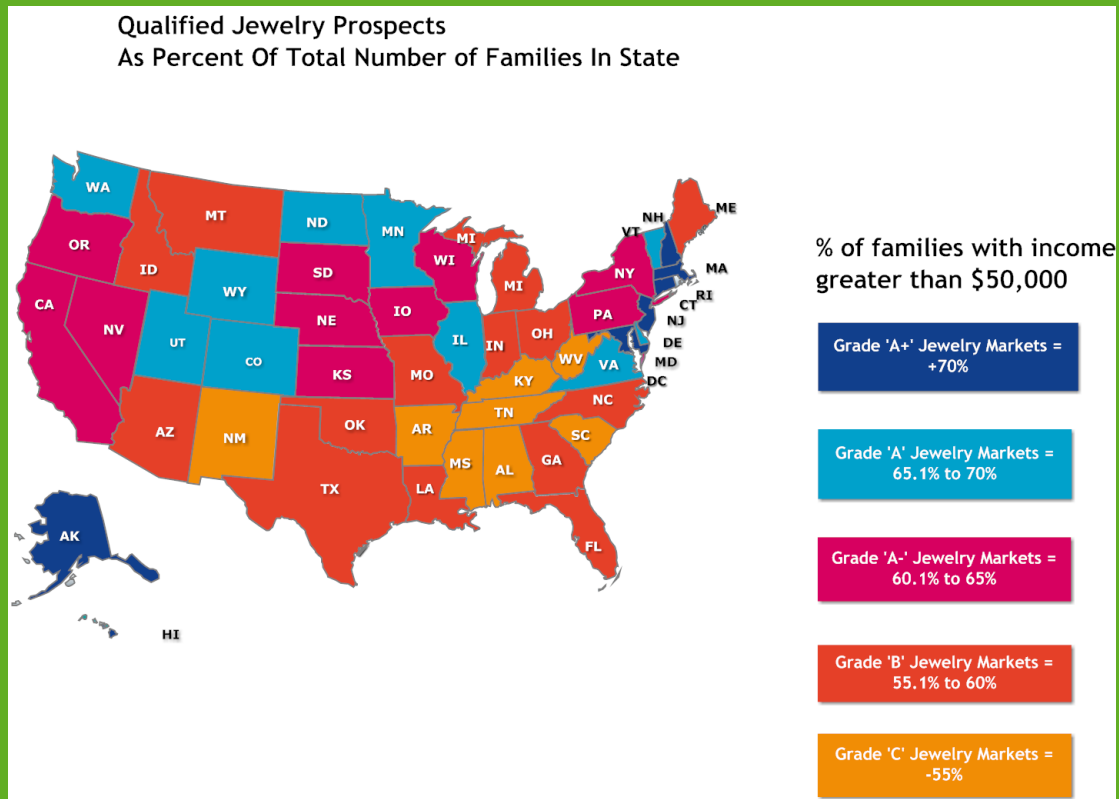 Qualified Jewelry Prospects
As Percent Of Total Number of Families In State
WA
OR
CA
NV
ID
MT
WY
UT
CO
AZ
NM
ND
SD
NE
KS
OK
TX
MN
IO
MO
AR
LA
WI
IL
MI
MI
IN
OH
KY
TN
MS
AL
GA
FL
SC
NC
VA
WV
PA
NY
VT
NH
ME
MA
RI
CT
NJ
DE
MD
DC
AK
HI
% of families with income
greater than $50,000
Grade 'A+' Jewelry Markets =
+70%
Grade 'A' Jewelry Markets =
65.1% to 70%
Grade 'A-' Jewelry Markets =
60.1% to 65%
Grade 'B' Jewelry Markets =
55.1% to 60%
Grade 'C' Jewelry Markets =
-55%